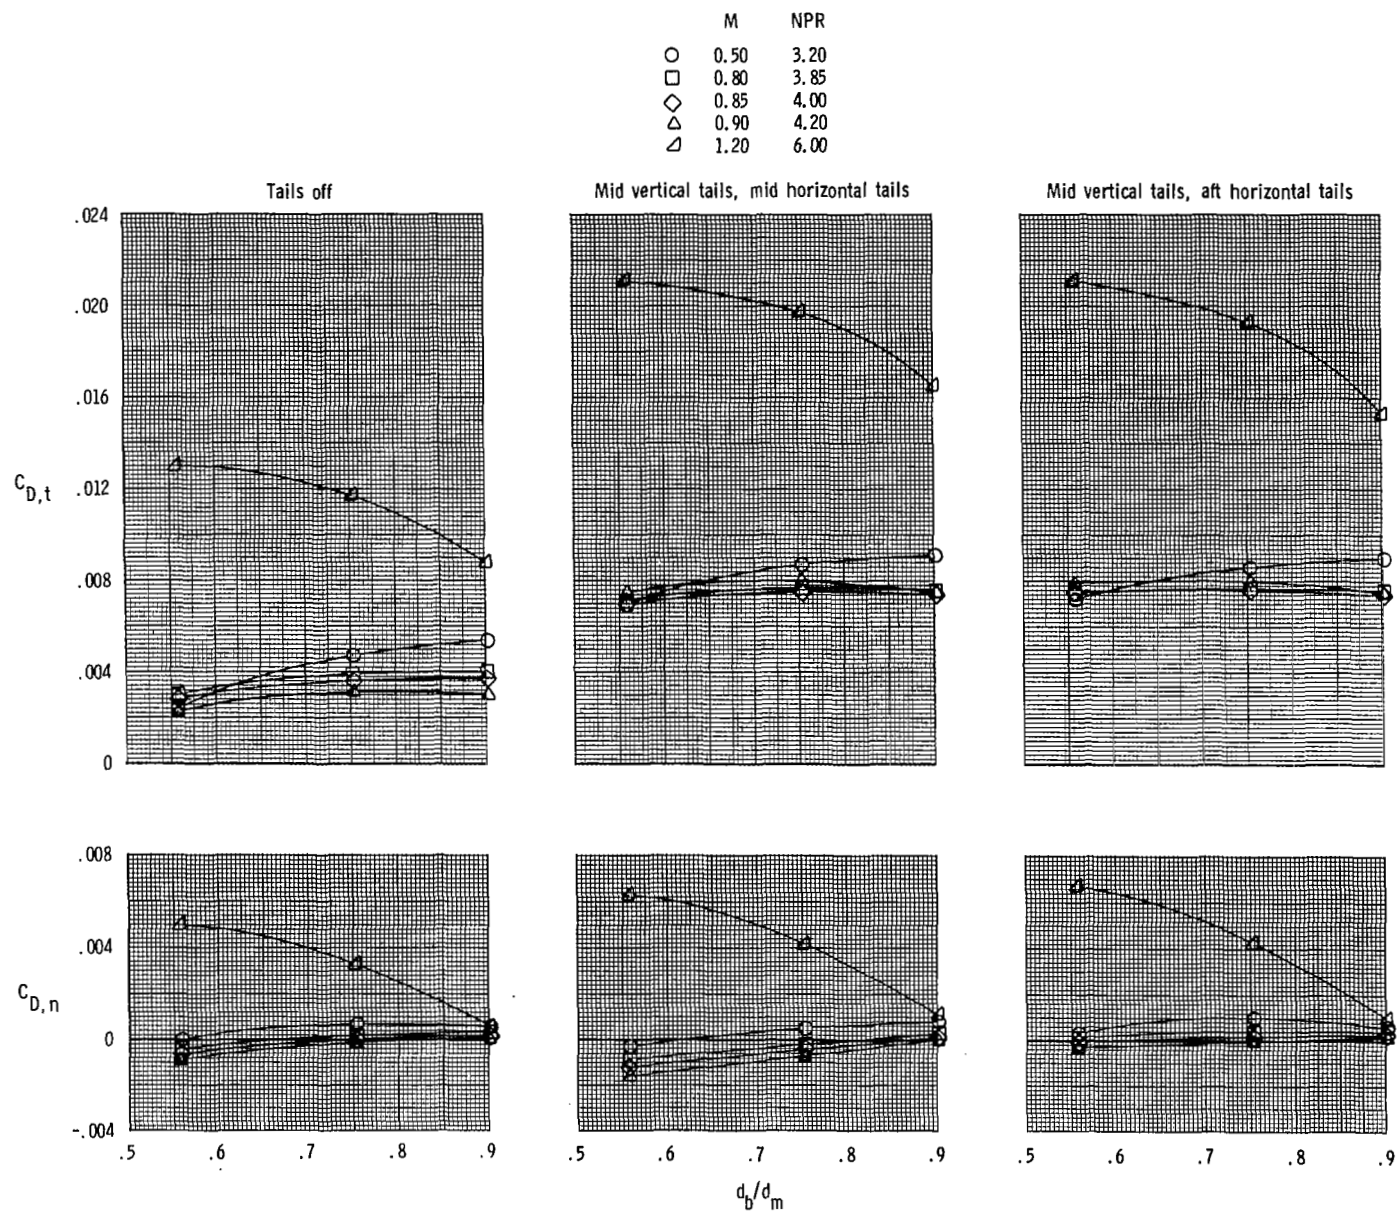 M NPR
0.50 3.20
0.80 3.85
0.85 4.00
0.90 4.20
1.20 6.00
Tails off
Mid vertical tails, mid horizontal tails
Mid vertical tails, aft horizontal tails
.024
.020
.016
C_D,t .012
.008
.004
0
.008
.004
C_D,n
0
-.004
.5 .6 .7 .8 .9
.5 .6 .7 .8 .9
.5 .6 .7 .8 .9
d_b/d_m